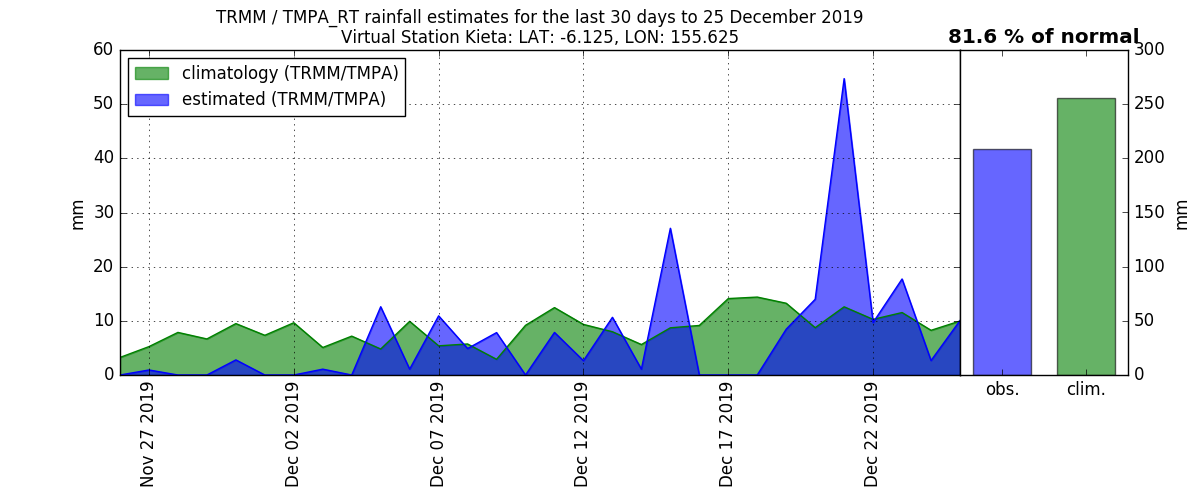 TRMM / TMPA_RT rainfall estimates for the last 30 days to 25 December 2019
Virtual Station Kieta: LAT: -6.125, LON: 155.625
81.6 % of normal
climatology (TRMM/TMPA)
estimated (TRMM/TMPA)
mm
60
50
40
30
20
10
0
Nov 27 2019
Dec 02 2019
Dec 07 2019
Dec 12 2019
Dec 17 2019
Dec 22 2019
obs.
clim.
300
250
200
150
100
50
0
mm